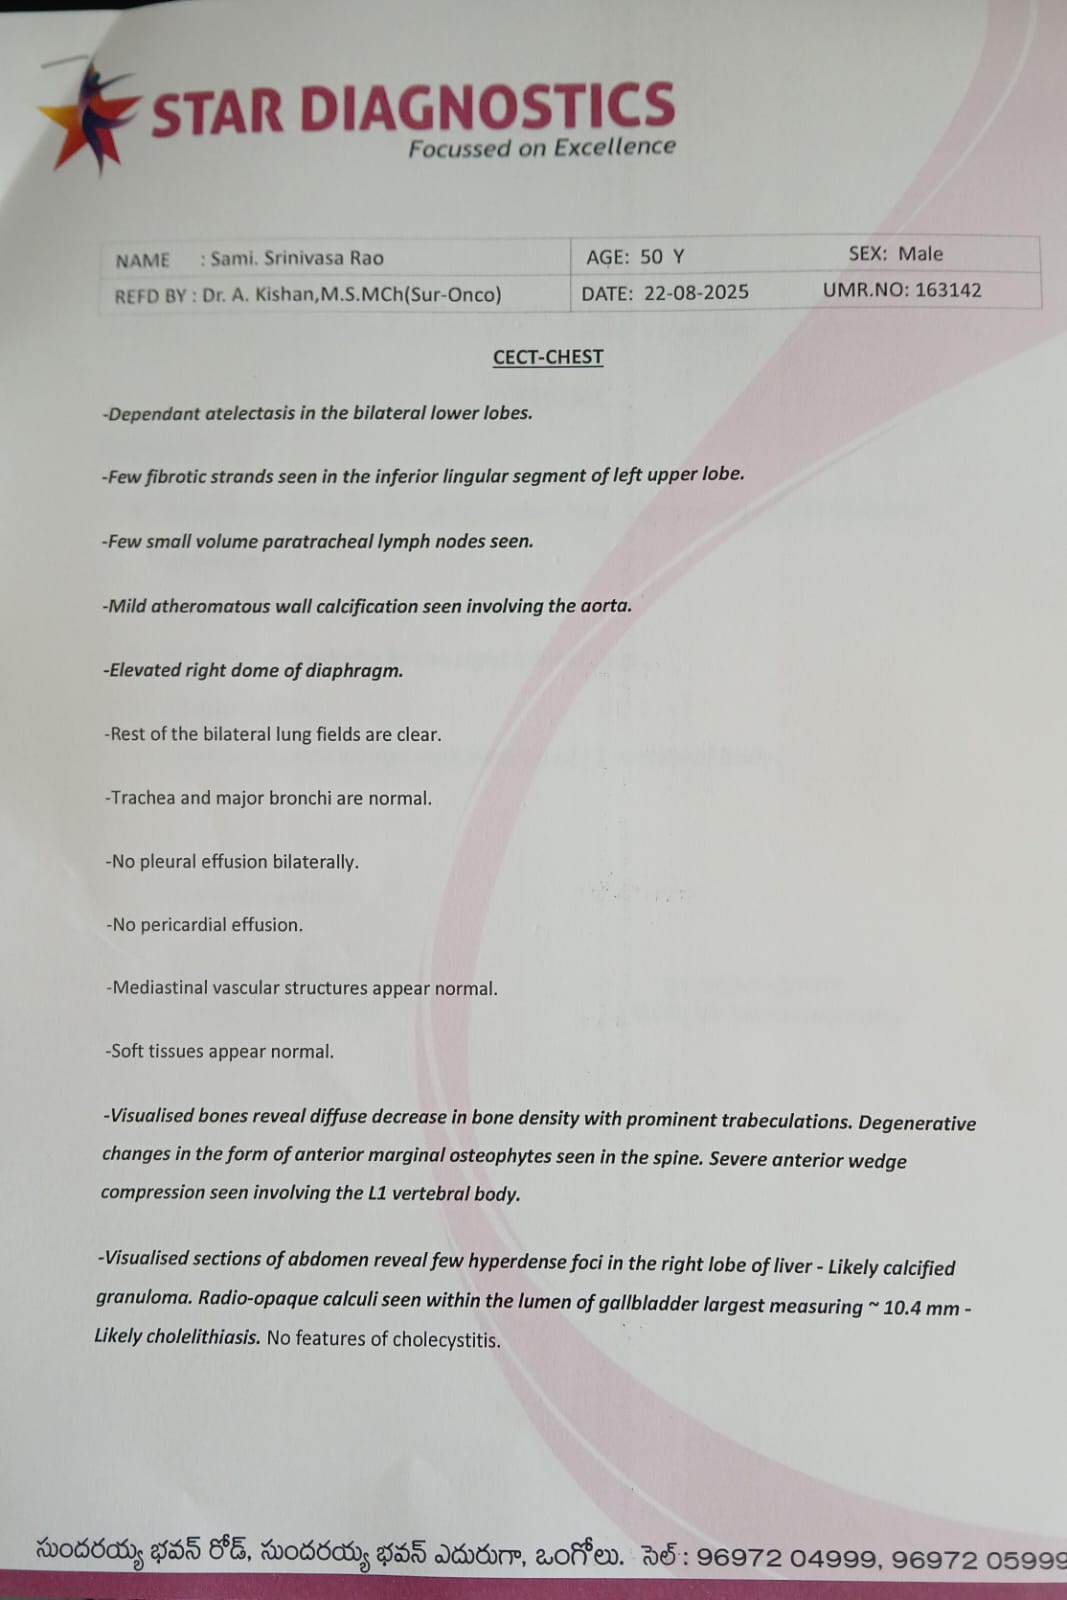 STAR DIAGNOSTICS
Focussed on Excellence
NAME : Sami. Srinivasa Rao AGE: 50 Y SEX: Male
REFD BY : Dr. A. Kishan,M.S.MCh(Sur-Onco) DATE: 22-08-2025 UMR.NO: 163142
CECT-CHEST
-Dependant atelectasis in the bilateral lower lobes.
-Few fibrotic strands seen in the inferior lingular segment of left upper lobe.
-Few small volume paratracheal lymph nodes seen.
-Mild atheromatous wall calcification seen involving the aorta.
-Elevated right dome of diaphragm.
-Rest of the bilateral lung fields are clear.
-Trachea and major bronchi are normal.
-No pleural effusion bilaterally.
-No pericardial effusion.
-Mediastinal vascular structures appear normal.
-Soft tissues appear normal.
-Visualised bones reveal diffuse decrease in bone density with prominent trabeculations. Degenerative
changes in the form of anterior marginal osteophytes seen in the spine. Severe anterior wedge
compression seen involving the L1 vertebral body.
-Visualised sections of abdomen reveal few hyperdense foci in the right lobe of liver - Likely calcified
granuloma. Radio-opaque calculi seen within the lumen of gallbladder largest measuring ~ 10.4 mm -
Likely cholelithiasis. No features of cholecystitis.
సుందరయ్య భవన్ రోడ్, సుందరయ్య భవన్ ఎదురుగా, ఒంగోలు. సెల్ : 96972 04999, 96972 05999